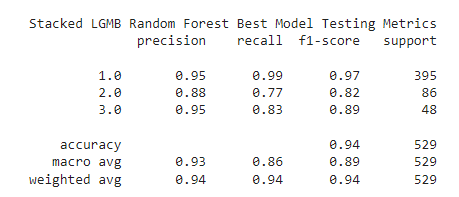 Stacked LGMB Random Forest Best Model Testing Metrics
precision recall f1-score support
1.0 0.95 0.99 0.97 395
2.0 0.88 0.77 0.82 86
3.0 0.95 0.83 0.89 48
accuracy 0.94 529
macro avg 0.93 0.86 0.89 529
weighted avg 0.94 0.94 0.94 529